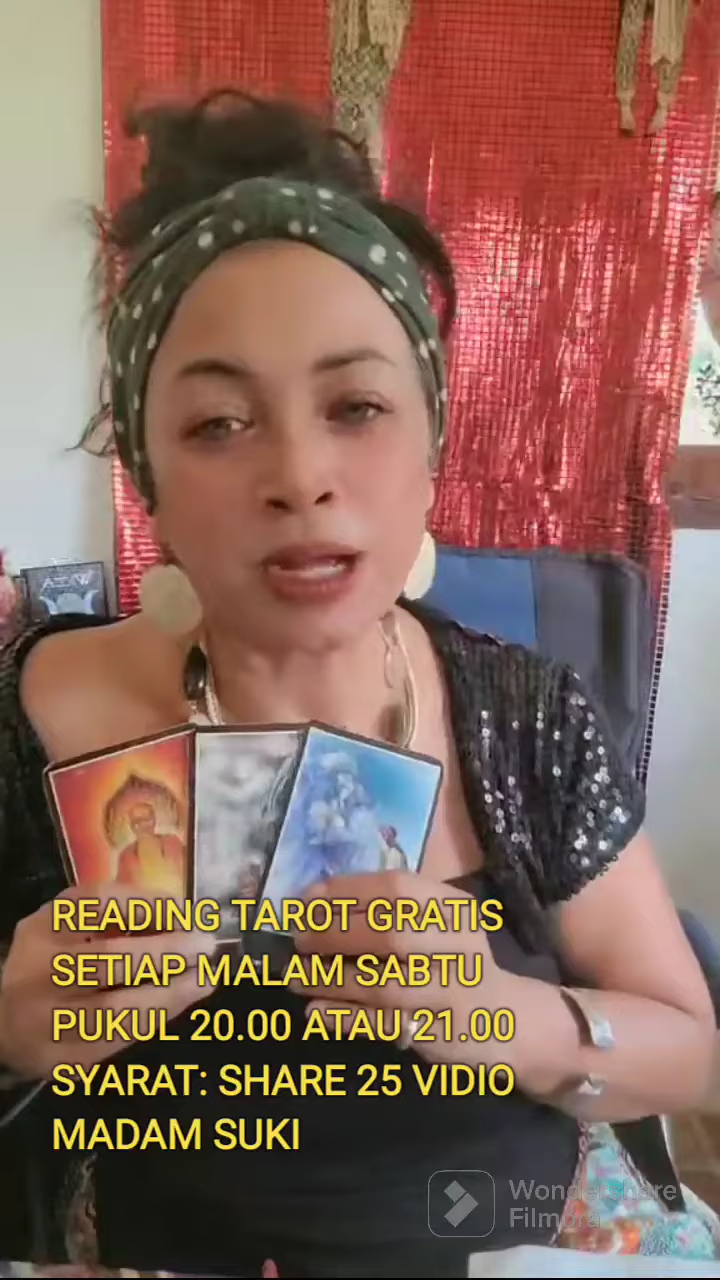 READING TAROT GRATIS
SETIAP MALAM SABTU
PUKUL 20.00 ATAU 21.00
SYARAT: SHARE 25 VIDIO
MADAM SUKI
Wondershare
Filmora